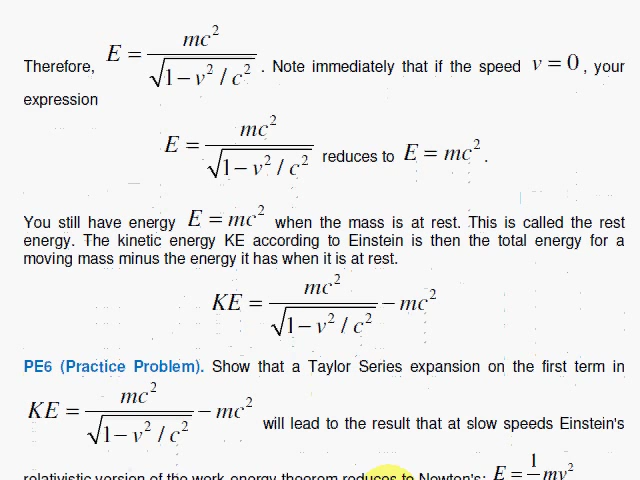 Therefore, E = mc² / √(1 − v² / c²) . Note immediately that if the speed v = 0 , your
expression
E = mc² / √(1 − v² / c²) reduces to E = mc² .
You still have energy E = mc² when the mass is at rest. This is called the rest
energy. The kinetic energy KE according to Einstein is then the total energy for a
moving mass minus the energy it has when it is at rest.
KE = mc² / √(1 − v² / c²) − mc²
PE6 (Practice Problem). Show that a Taylor Series expansion on the first term in
KE = mc² / √(1 − v² / c²) − mc² will lead to the result that at slow speeds Einstein's
relativistic version of the work-energy theorem reduces to Newton's: E = 1/2 mv²